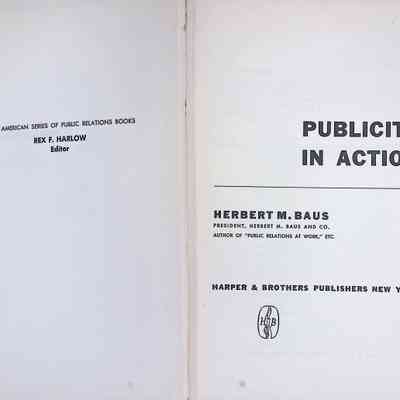 AMERICAN SERIES OF PUBLIC RELATIONS BOOKS
REX F. HARLOW
Editor
PUBLICIT
IN ACTIO
HERBERT M. BAUS
PRESIDENT, HERBERT M. BAUS AND CO.
AUTHOR OF "PUBLIC RELATIONS AT WORK," ETC.
HARPER & BROTHERS PUBLISHERS NEW Y
H B